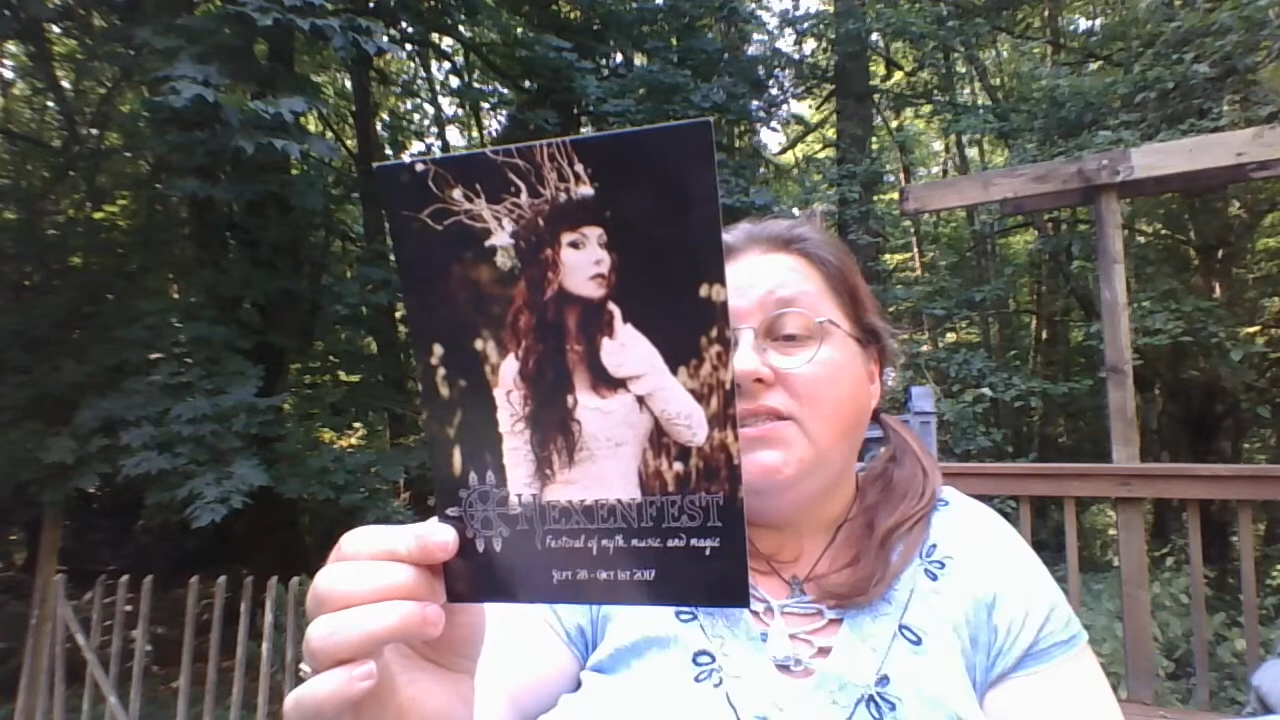 Hexenfest
Festival of myth, music, and magic
Sept 28 - Oct 1st 2017